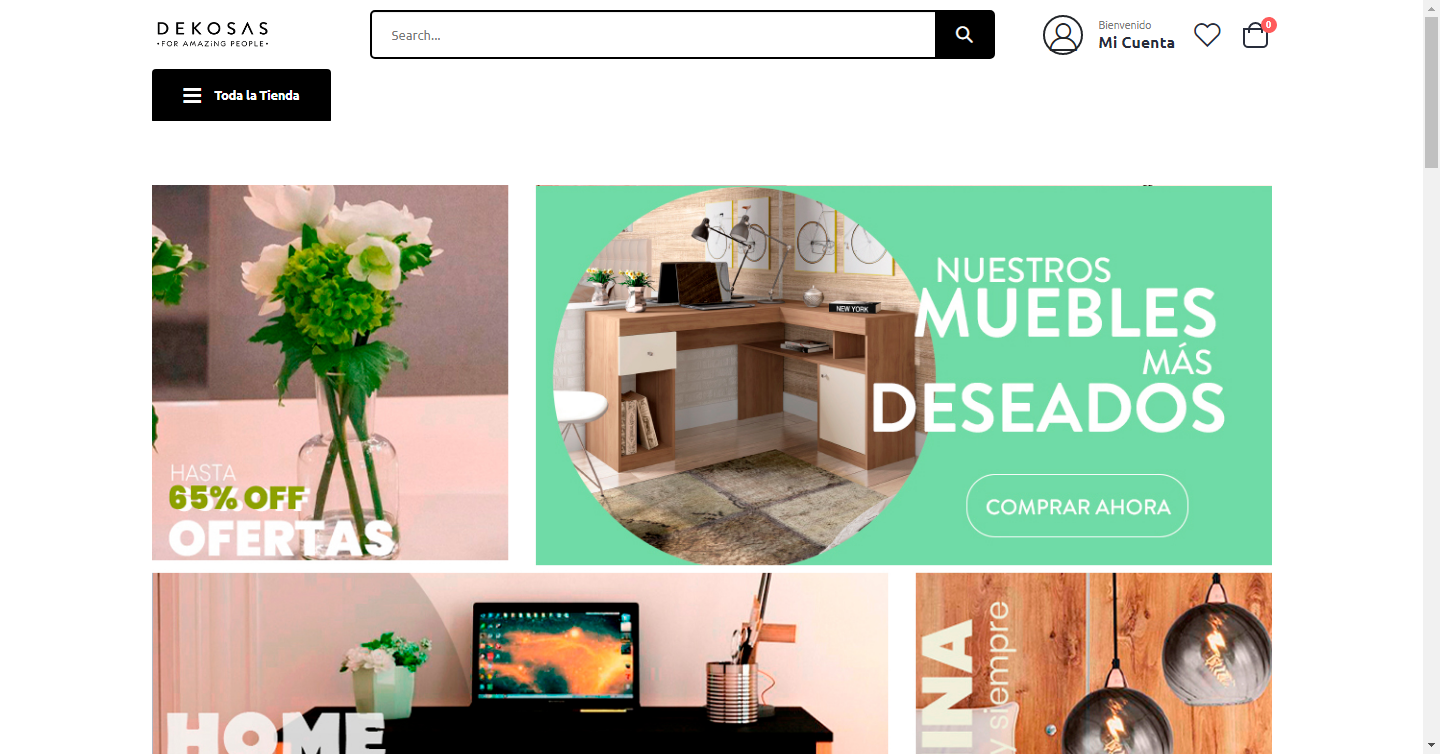 DEKOSAS
•FOR AMAZiNG PEOPLE•
Search...
Bienvenido
Mi Cuenta
0
Toda la Tienda
HASTA
65% OFF
OFERTAS
NEW YORK
NUESTROS
MUEBLES
MÁS
DESEADOS
COMPRAR AHORA
HOME
INA
y siempre